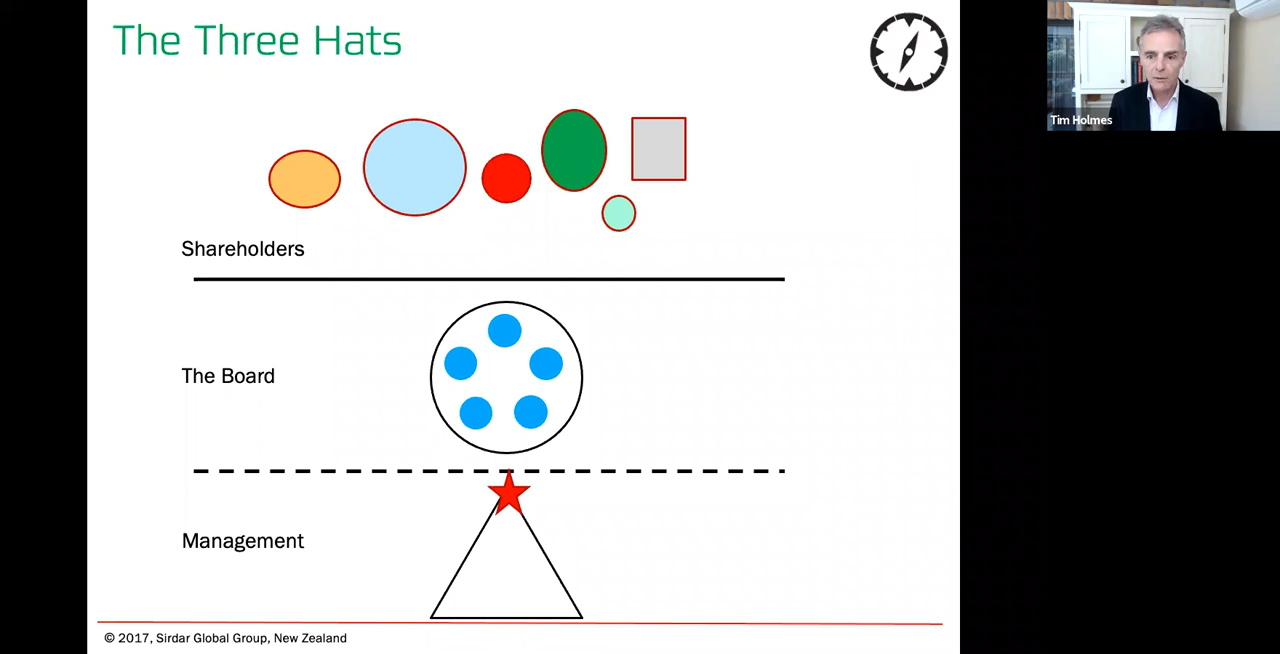 The Three Hats
Tim Holmes
Shareholders
The Board
Management
© 2017, Sirdar Global Group, New Zealand